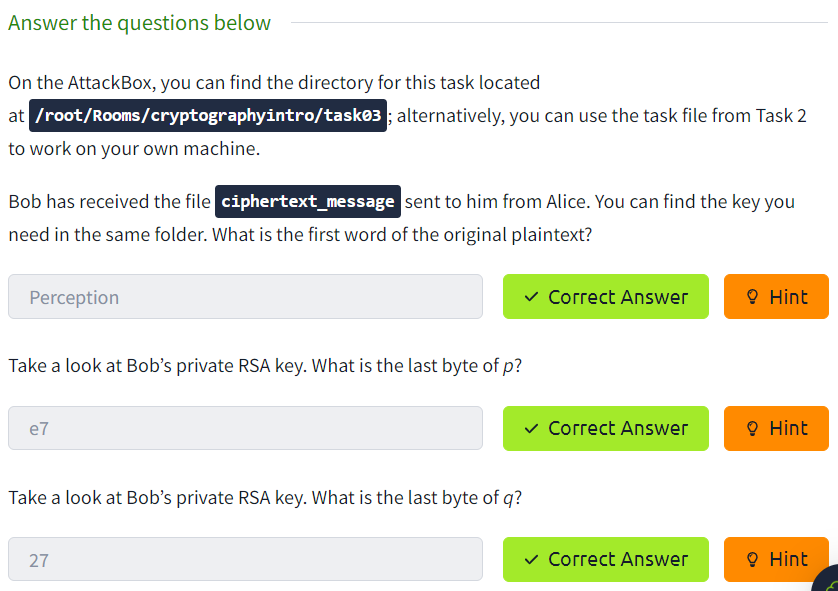 Answer the questions below
On the AttackBox, you can find the directory for this task located
at /root/Rooms/cryptographyintro/task03; alternatively, you can use the task file from Task 2
to work on your own machine.
Bob has received the file ciphertext_message sent to him from Alice. You can find the key you
need in the same folder. What is the first word of the original plaintext?
Perception
Correct Answer
Hint
Take a look at Bob’s private RSA key. What is the last byte of p?
e7
Correct Answer
Hint
Take a look at Bob’s private RSA key. What is the last byte of q?
27
Correct Answer
Hint